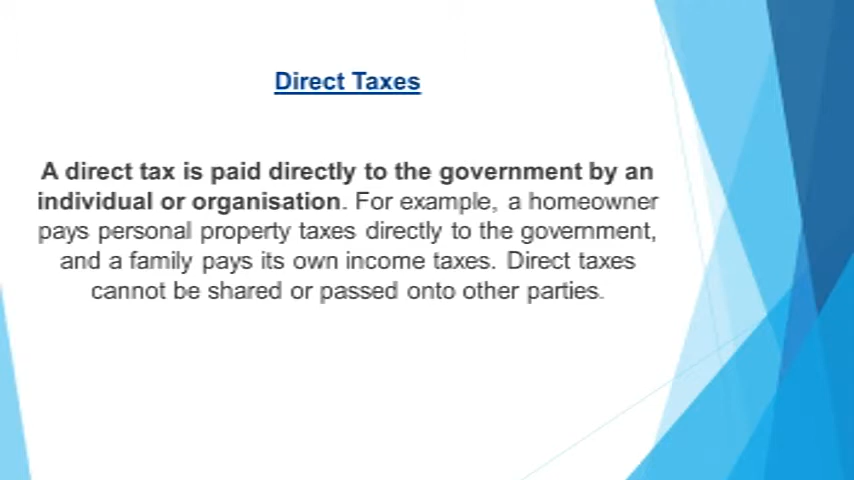 Direct Taxes
A direct tax is paid directly to the government by an
individual or organisation. For example, a homeowner
pays personal property taxes directly to the government,
and a family pays its own income taxes. Direct taxes
cannot be shared or passed onto other parties.